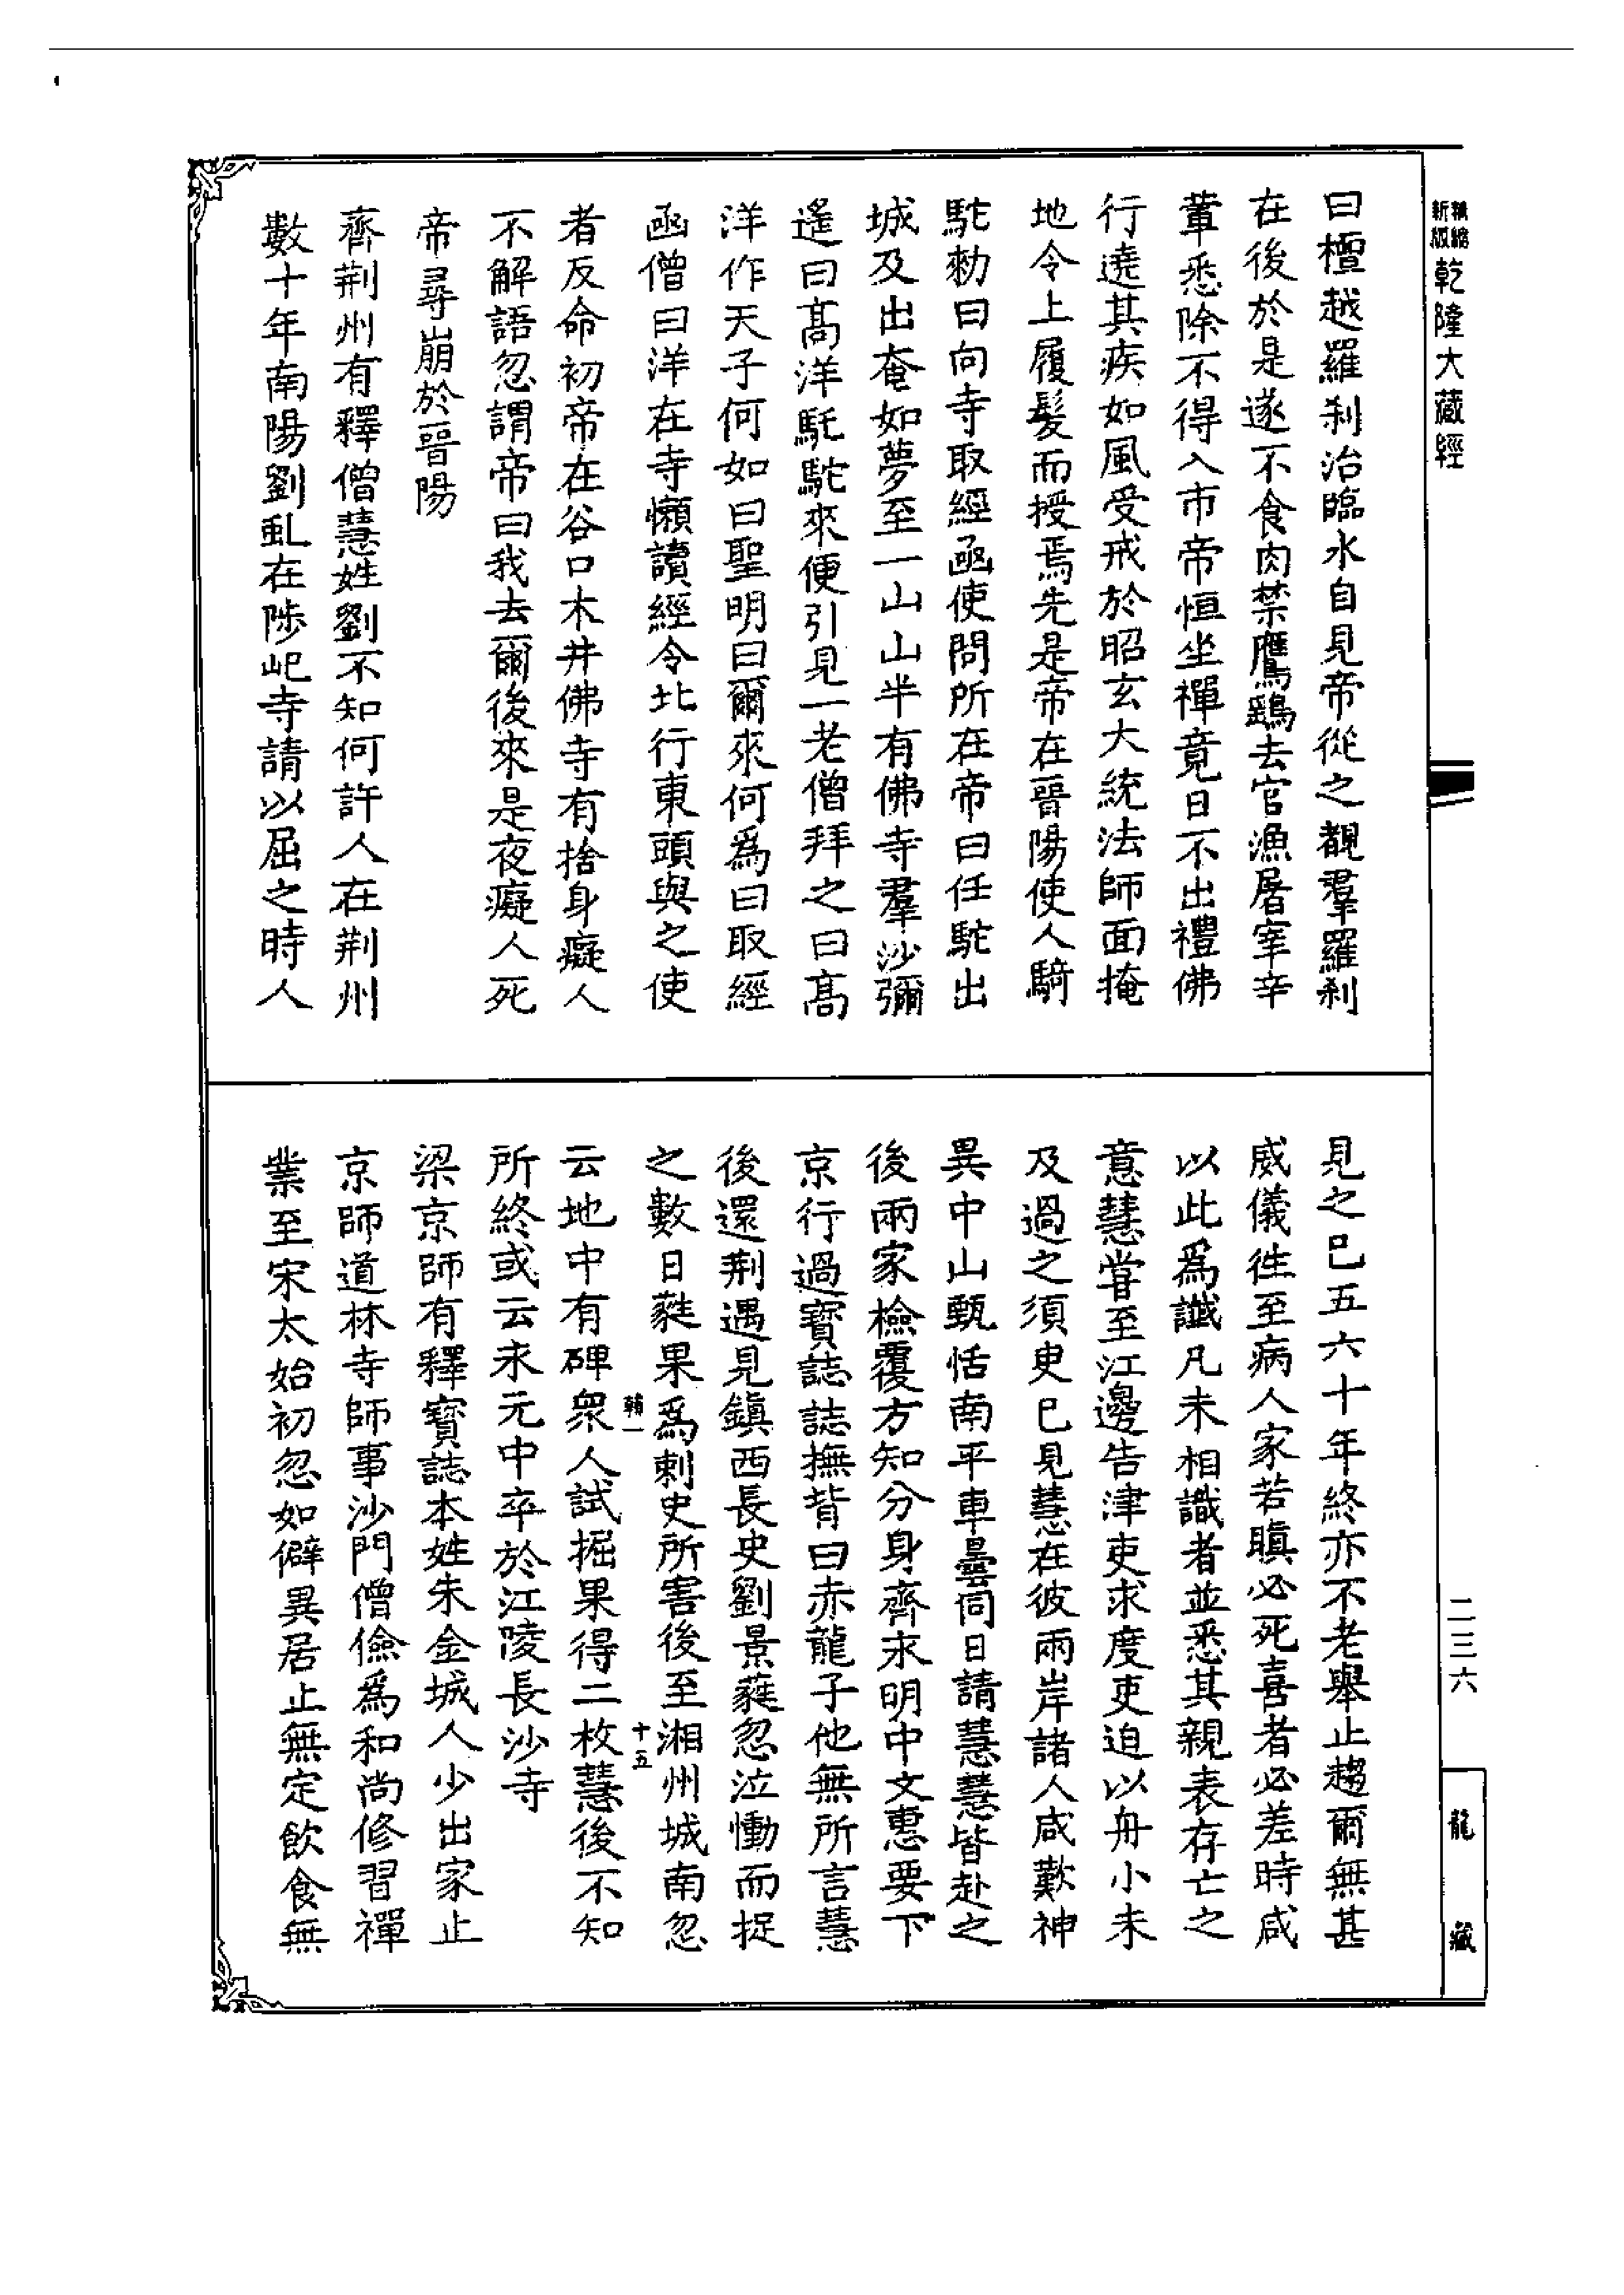 精縮新版乾隆大藏經
曰檀越羅刹治臨水自見帝從之覩羣羅刹
在後於是遂不食肉禁鷹鷂去官漁屠宰辛
葷悉除不得入市帝恒坐禪竟日不出禮佛
行遶其疾如風受戒於昭玄大統法師面掩
地令上履髮而授焉先是帝在晉陽使人騎
駝勑曰向寺取經函使問所在帝曰任駝出
城及出奄如夢至一山山半有佛寺羣沙彌
遙曰髙洋馲駝來便引見一老僧拜之曰髙
洋作天子何如曰聖明曰爾來何爲曰取經
函僧曰洋在寺懶讀經令北行東頭與之使
者反命初帝在谷口木井佛寺有捨身癡人
不解語忽謂帝曰我去爾後來是夜癡人死
帝尋崩於晉陽
齊荆州有釋僧慧姓劉不知何許人在荆州
數十年南陽劉虬在陟屺寺請以屈之時人
見之已五六十年終亦不老舉止趨爾無甚
威儀徃至病人家若瞋必死喜者必差時咸
以此爲讖凡未相識者並悉其親表存亡之
意慧甞至江邊告津吏求度吏迫以舟小未
及過之須臾已見慧在彼兩岸諸人咸歎神
異中山甄恬南平車曇同日請慧慧皆赴之
後兩家檢覆方知分身齊永明中文惠要下
京行過寳誌誌撫背曰赤龍子他無所言慧
後還荆遇見鎮西長史劉景蕤忽泣慟而捉
之數日蕤果爲刺史所害後至湘州城南忽
云地中有碑衆人試掘果得二枚慧後不知
所終或云永元中卒於江陵長沙寺
梁京師有釋寳誌本姓朱金城人少出家止
京師道林寺師事沙門僧儉爲和尚修習禪
業至宋太始初忽如僻異居止無定飲食無
輔一
十五
二三六
龍藏